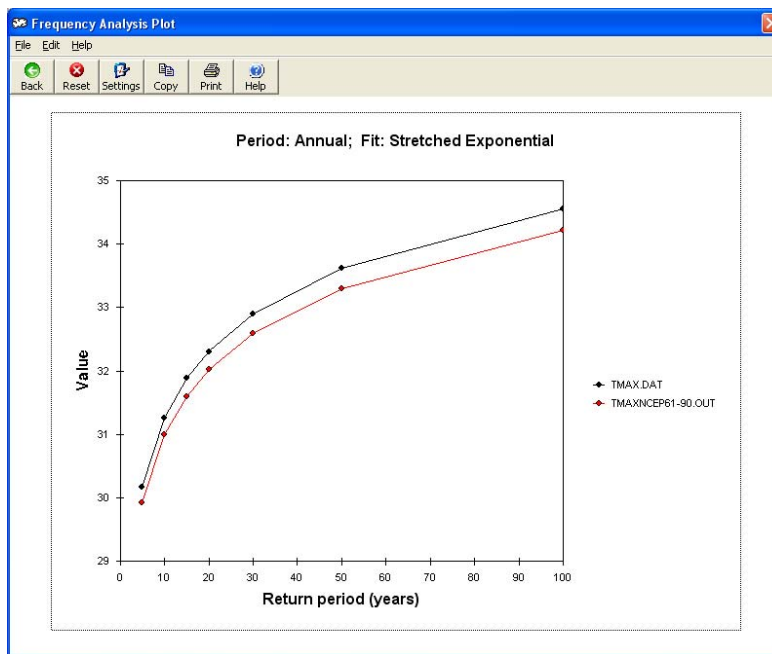 Frequency Analysis Plot
File Edit Help
Back Reset Settings Copy Print Help
Period: Annual; Fit: Stretched Exponential
35
34
33
32
31
30
29
Value
0 10 20 30 40 50 60 70 80 90 100
Return period (years)
TMAX.DAT
TMAXNCEP61-90.OUT